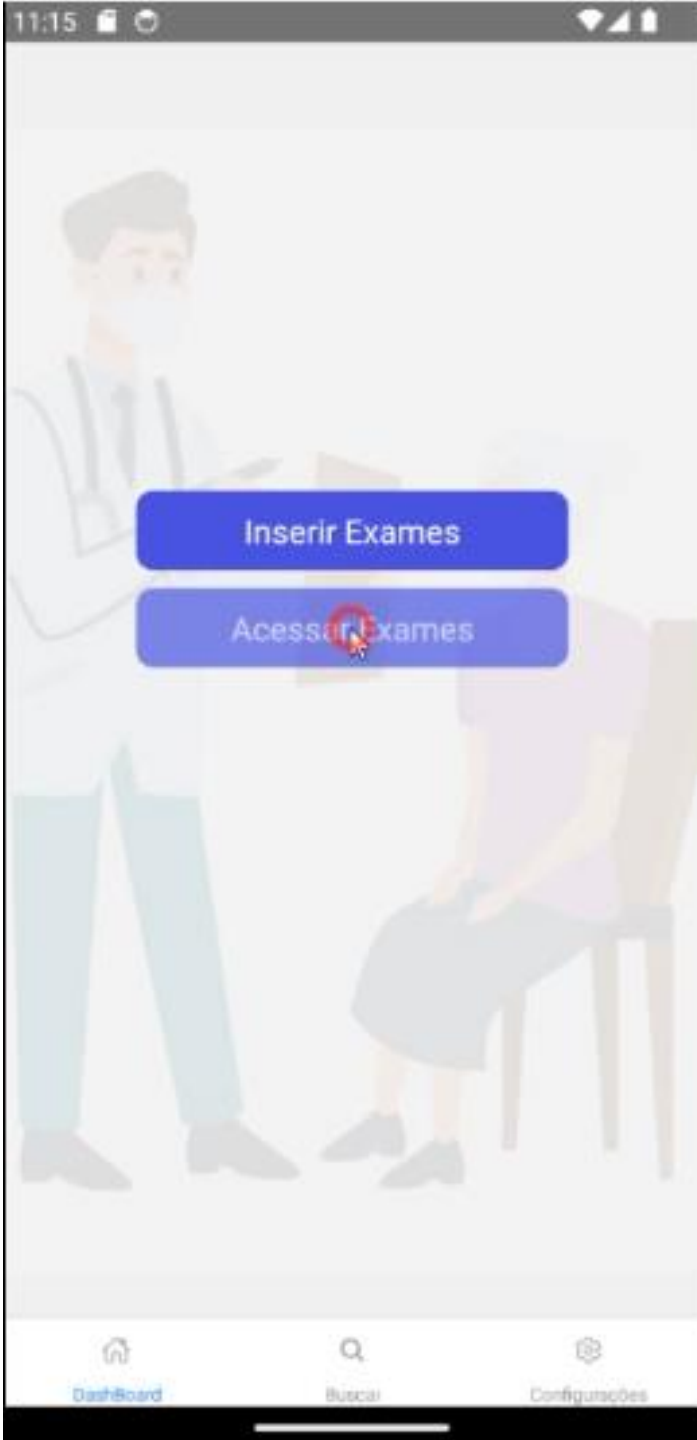 11:15
Inserir Exames
Acessar Exames
DashBoard
Buscar
Configurações